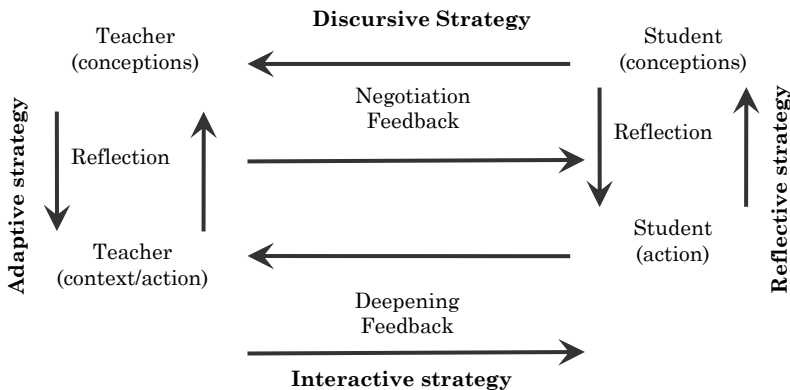 Discursive Strategy
Teacher
(conceptions)
Student
(conceptions)
Negotiation
Feedback
Adaptive strategy
Reflection
Reflection
Reflective strategy
Teacher
(context/action)
Student
(action)
Deepening
Feedback
Interactive strategy